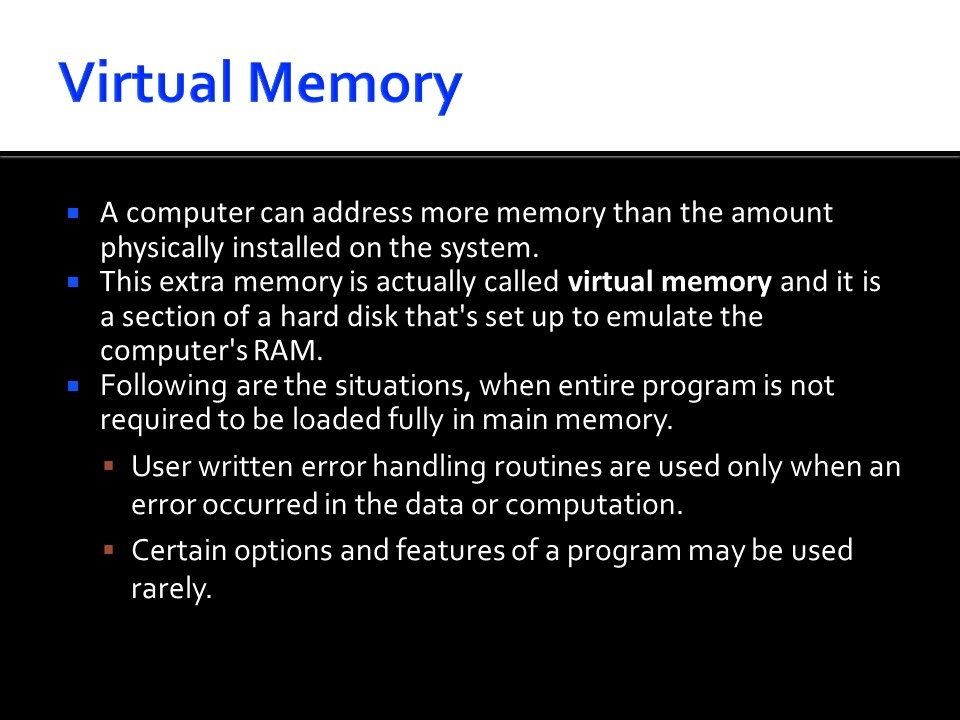 Virtual Memory
▪ A computer can address more memory than the amount
physically installed on the system.
▪ This extra memory is actually called virtual memory and it is
a section of a hard disk that's set up to emulate the
computer's RAM.
▪ Following are the situations, when entire program is not
required to be loaded fully in main memory.
▪ User written error handling routines are used only when an
error occurred in the data or computation.
▪ Certain options and features of a program may be used
rarely.